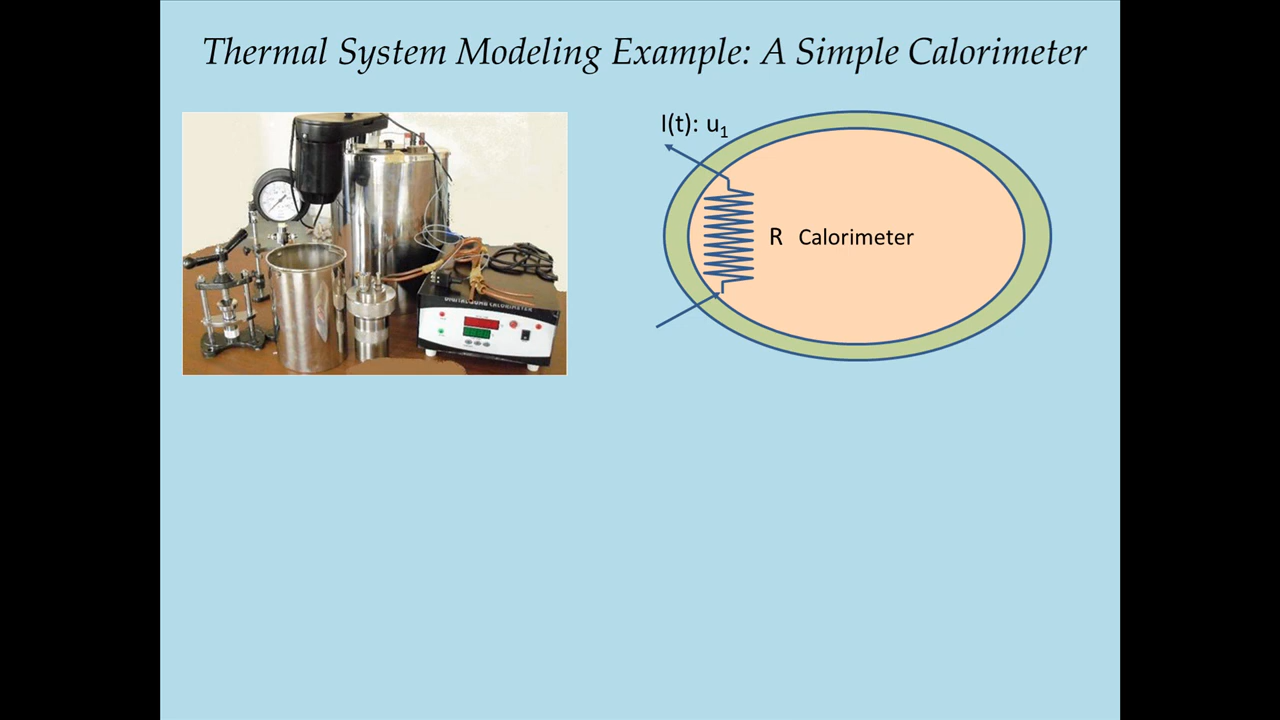 Thermal System Modeling Example: A Simple Calorimeter
I(t): u₁
R Calorimeter